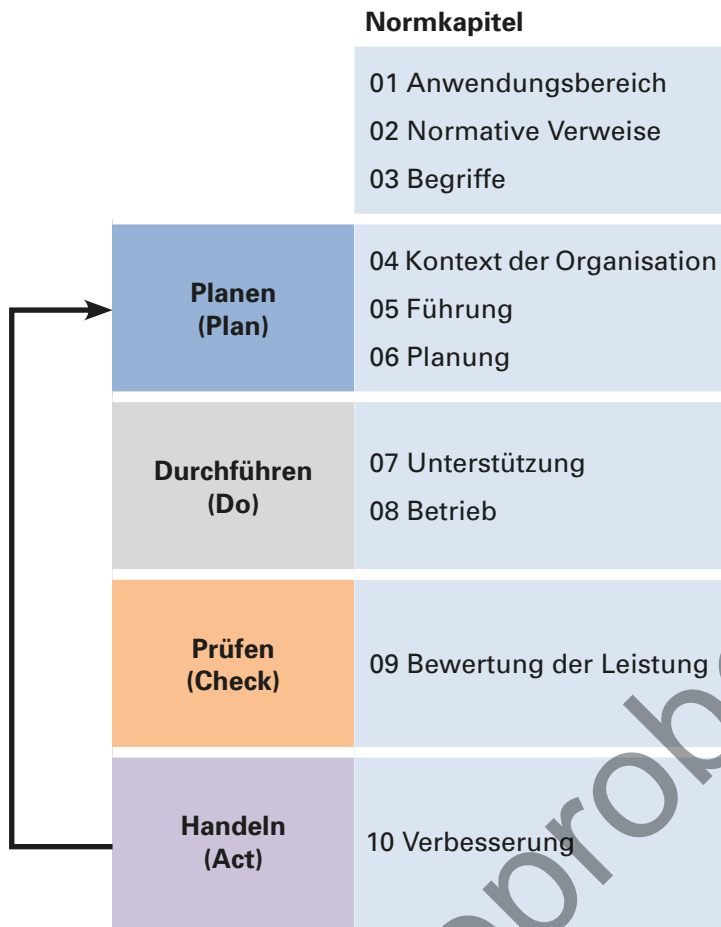 Normkapitel
01 Anwendungsbereich
02 Normative Verweise
03 Begriffe
Planen
(Plan)
04 Kontext der Organisation
05 Führung
06 Planung
Durchführen
(Do)
07 Unterstützung
08 Betrieb
Prüfen
(Check)
09 Bewertung der Leistung (
Handeln
(Act)
10 Verbesserung